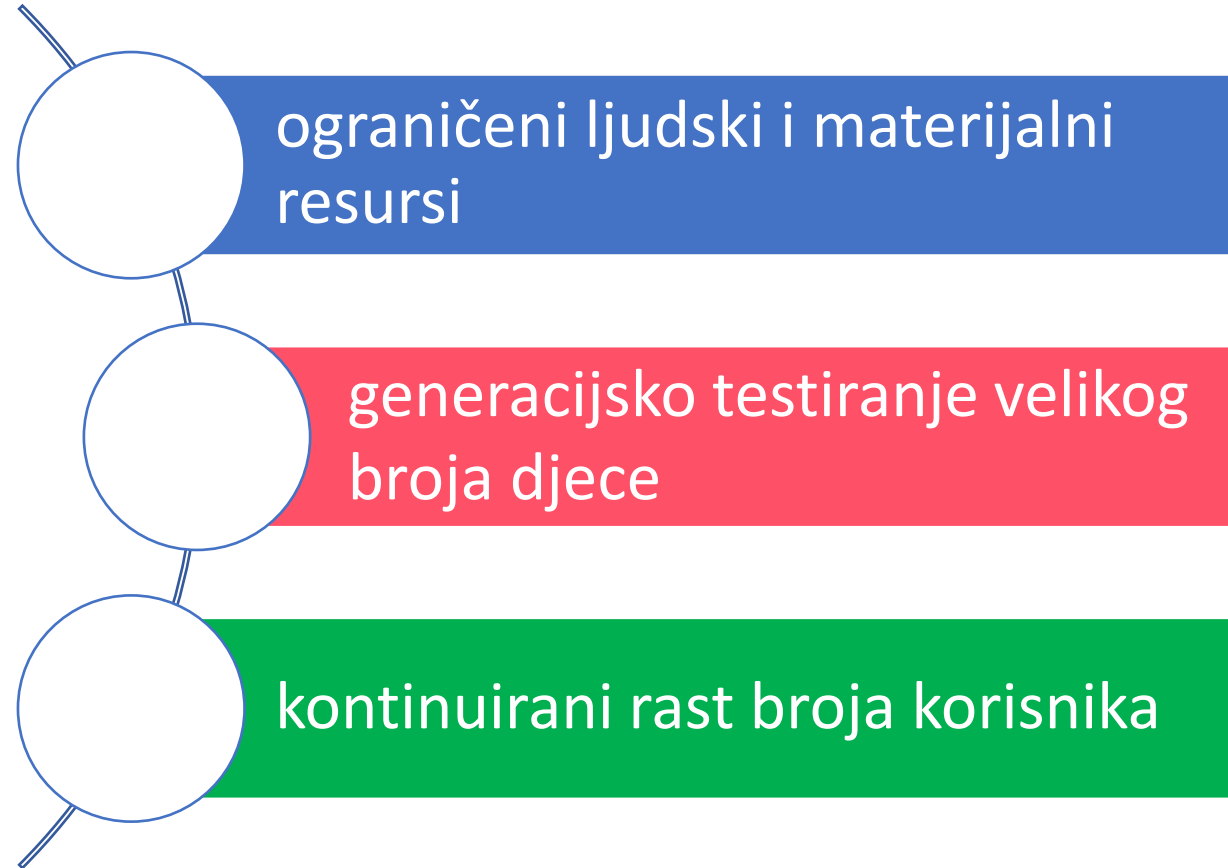 ograničeni ljudski i materijalni
resursi
generacijsko testiranje velikog
broja djece
kontinuirani rast broja korisnika